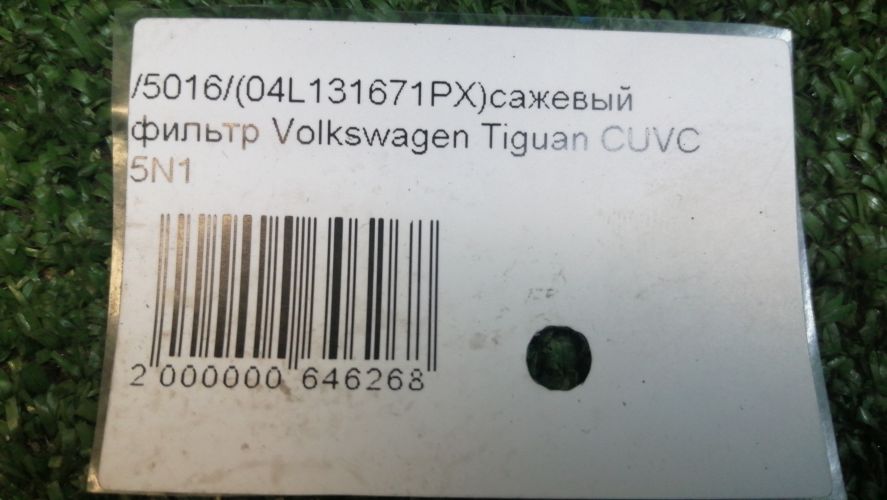 /5016/(04L131671PX)сажевый
фильтр Volkswagen Tiguan CUVC
5N1
2 000000 646268